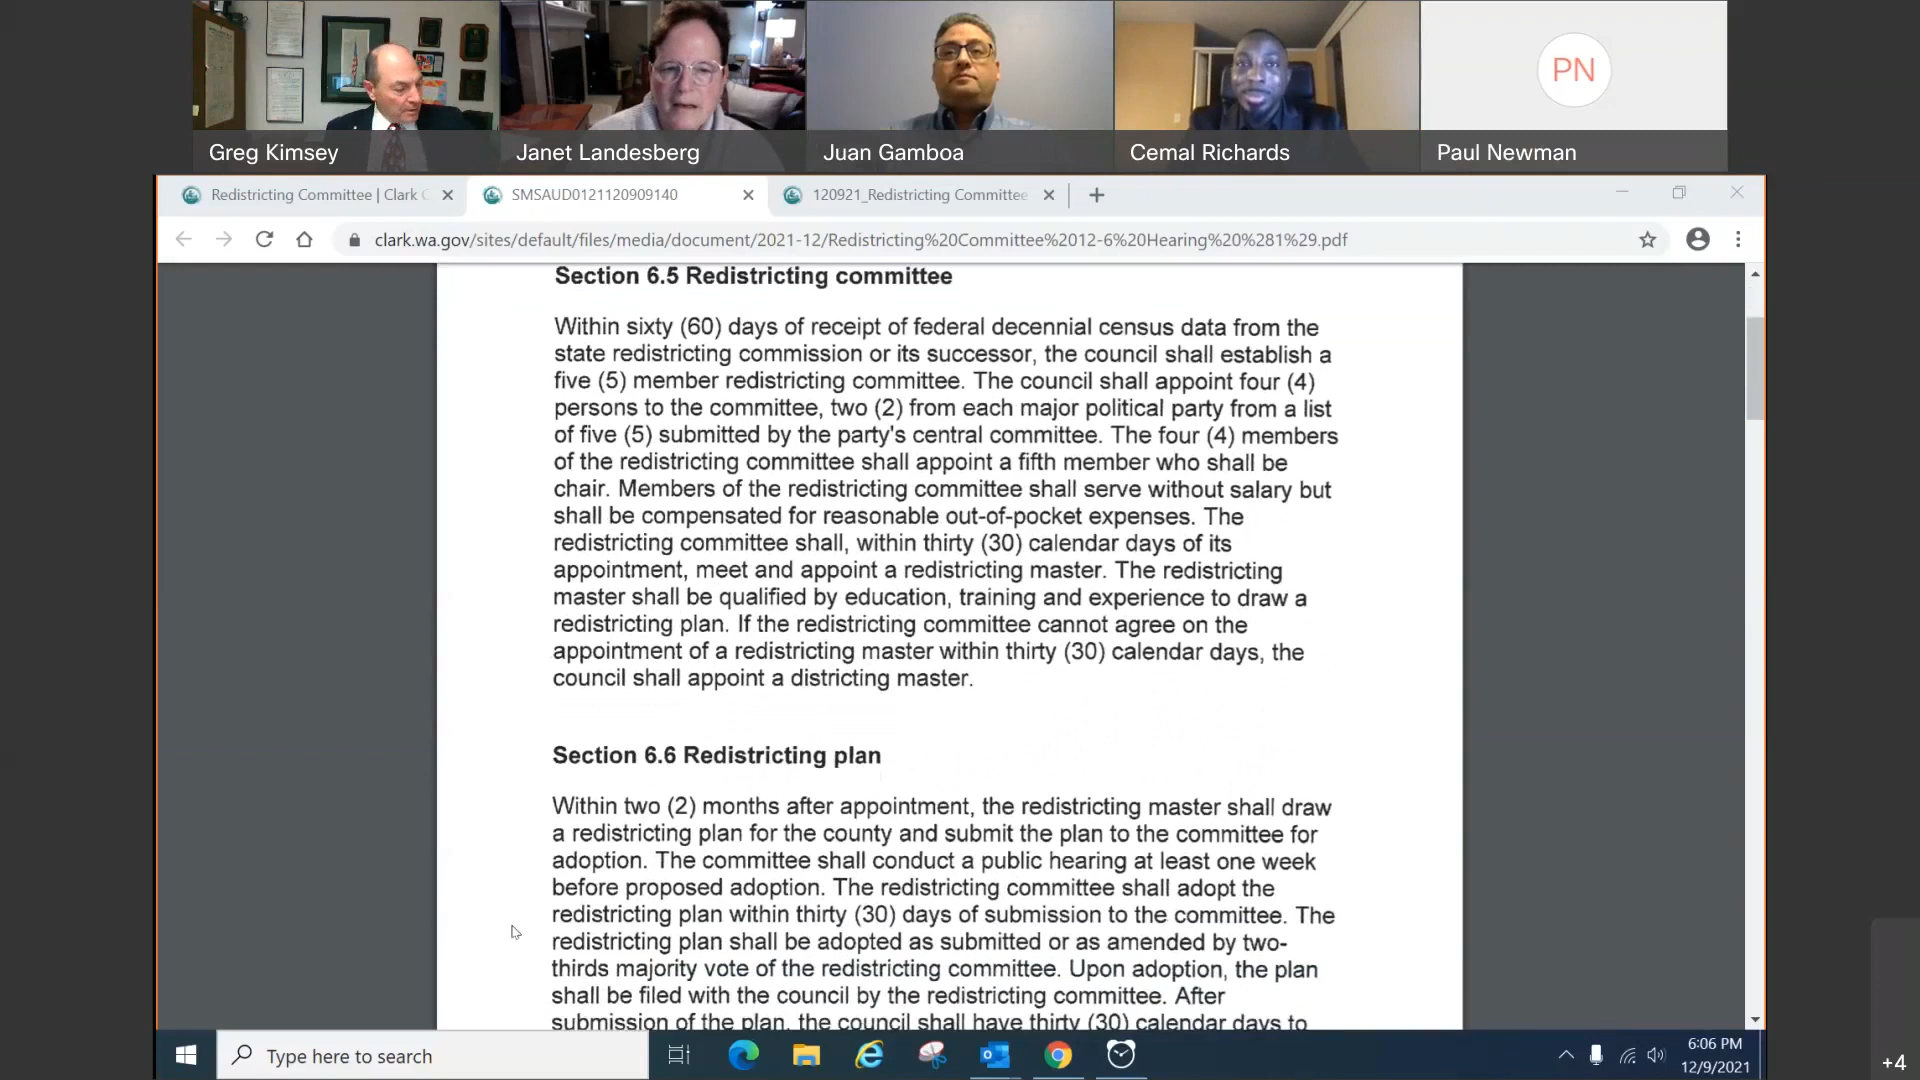 PN
Greg Kimsey
Janet Landesberg
Juan Gamboa
Cemal Richards
Paul Newman
Redistricting Committee | Clark C
SMSAUD0121120909140
120921_Redistricting Committee
clark.wa.gov/sites/default/files/media/document/2021-12/Redistricting%20Committee%2012-6%20Hearing%20%281%29.pdf
Section 6.5 Redistricting committee
Within sixty (60) days of receipt of federal decennial census data from the
state redistricting commission or its successor, the council shall establish a
five (5) member redistricting committee. The council shall appoint four (4)
persons to the committee, two (2) from each major political party from a list
of five (5) submitted by the party's central committee. The four (4) members
of the redistricting committee shall appoint a fifth member who shall be
chair. Members of the redistricting committee shall serve without salary but
shall be compensated for reasonable out-of-pocket expenses. The
redistricting committee shall, within thirty (30) calendar days of its
appointment, meet and appoint a redistricting master. The redistricting
master shall be qualified by education, training and experience to draw a
redistricting plan. If the redistricting committee cannot agree on the
appointment of a redistricting master within thirty (30) calendar days, the
council shall appoint a districting master.
Section 6.6 Redistricting plan
Within two (2) months after appointment, the redistricting master shall draw
a redistricting plan for the county and submit the plan to the committee for
adoption. The committee shall conduct a public hearing at least one week
before proposed adoption. The redistricting committee shall adopt the
redistricting plan within thirty (30) days of submission to the committee. The
redistricting plan shall be adopted as submitted or as amended by two-
thirds majority vote of the redistricting committee. Upon adoption, the plan
shall be filed with the council by the redistricting committee. After
submission of the plan, the council shall have thirty (30) calendar days to
Type here to search
6:06 PM
12/9/2021
+4